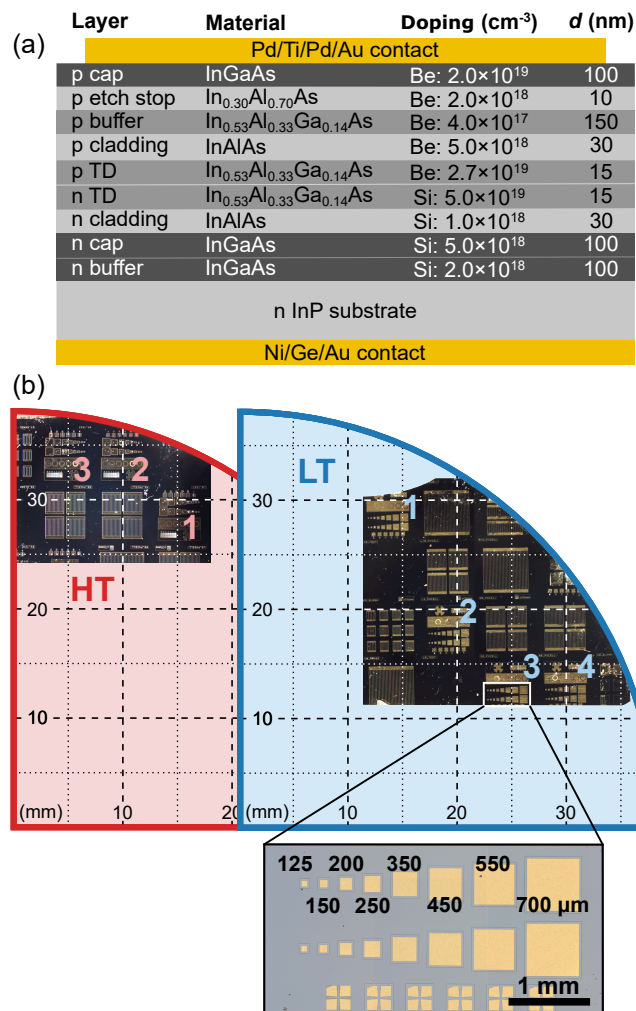 Layer Material Doping (cm⁻³) d (nm)
(a)
Pd/Ti/Pd/Au contact
p cap InGaAs Be: 2.0×10¹⁹ 100
p etch stop In₀.₃₀Al₀.₇₀As Be: 2.0×10¹⁸ 10
p buffer In₀.₅₃Al₀.₃₃Ga₀.₁₄As Be: 4.0×10¹⁷ 150
p cladding InAlAs Be: 5.0×10¹⁸ 30
p TD In₀.₅₃Al₀.₃₃Ga₀.₁₄As Be: 2.7×10¹⁹ 15
n TD In₀.₅₃Al₀.₃₃Ga₀.₁₄As Si: 5.0×10¹⁹ 15
n cladding InAlAs Si: 1.0×10¹⁸ 30
n cap InGaAs Si: 5.0×10¹⁸ 100
n buffer InGaAs Si: 2.0×10¹⁸ 100
n InP substrate
Ni/Ge/Au contact
(b)
3 2 LT
30 1 30 1
HT
20 20 2
3 4
10 10
(mm) 10 20 (mm) 10 20 30
125 200 350 550
150 250 450 700 µm
1 mm